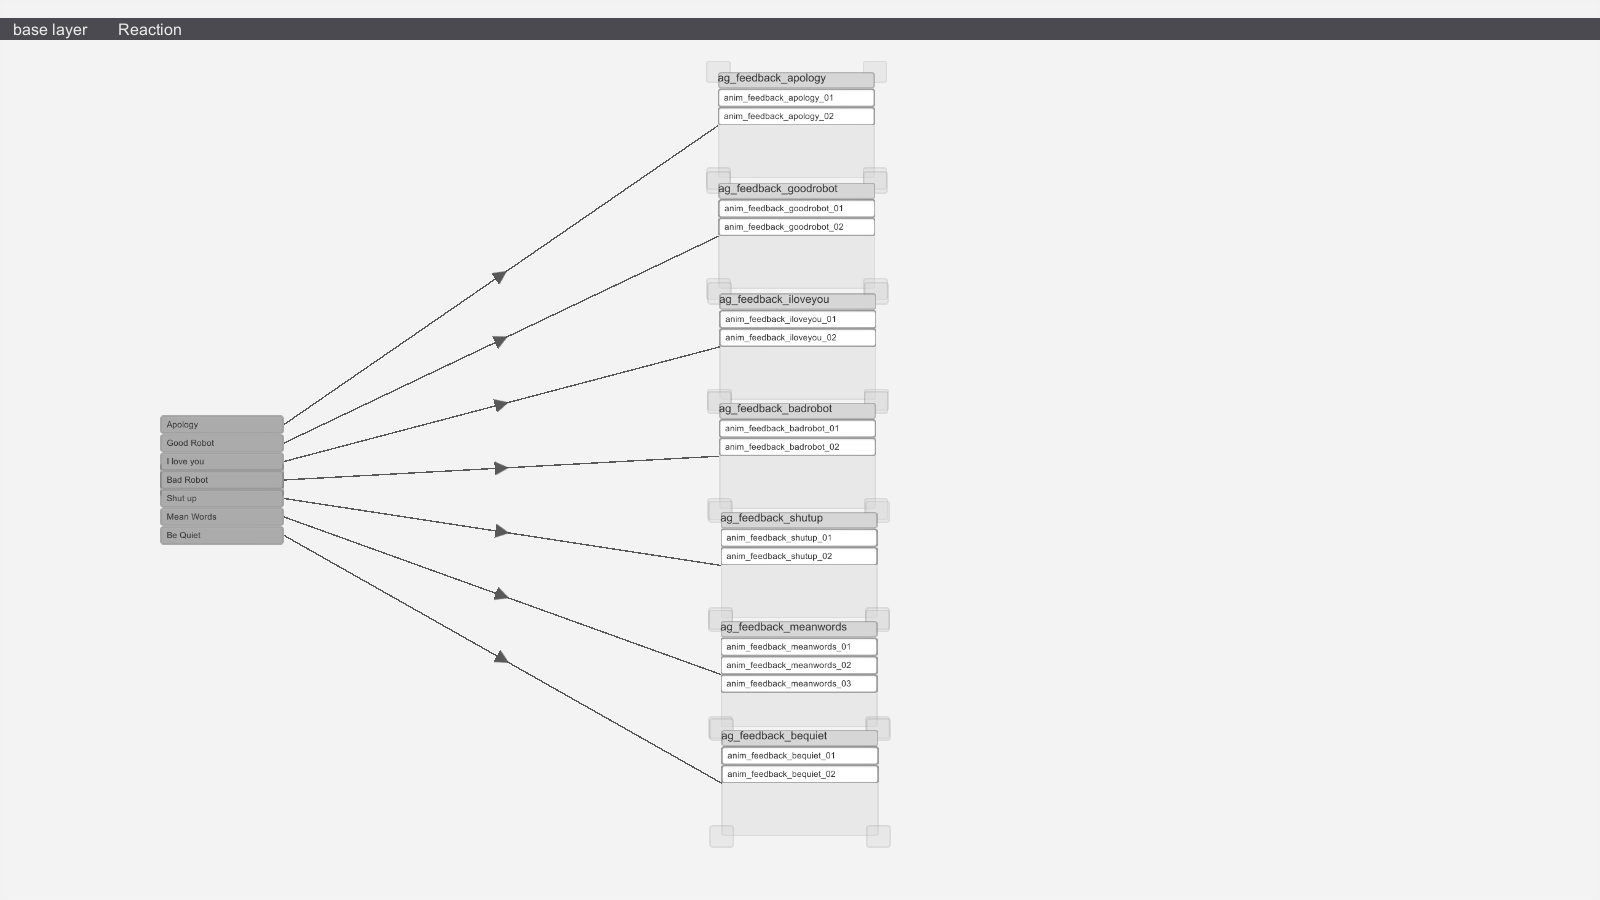 base layer Reaction
Apology
Good Robot
I love you
Bad Robot
Shut up
Mean Words
Be Quiet
ag_feedback_apology
anim_feedback_apology_01
anim_feedback_apology_02
ag_feedback_goodrobot
anim_feedback_goodrobot_01
anim_feedback_goodrobot_02
ag_feedback_iloveyou
anim_feedback_iloveyou_01
anim_feedback_iloveyou_02
ag_feedback_badrobot
anim_feedback_badrobot_01
anim_feedback_badrobot_02
ag_feedback_shutup
anim_feedback_shutup_01
anim_feedback_shutup_02
ag_feedback_meanwords
anim_feedback_meanwords_01
anim_feedback_meanwords_02
anim_feedback_meanwords_03
ag_feedback_bequiet
anim_feedback_bequiet_01
anim_feedback_bequiet_02